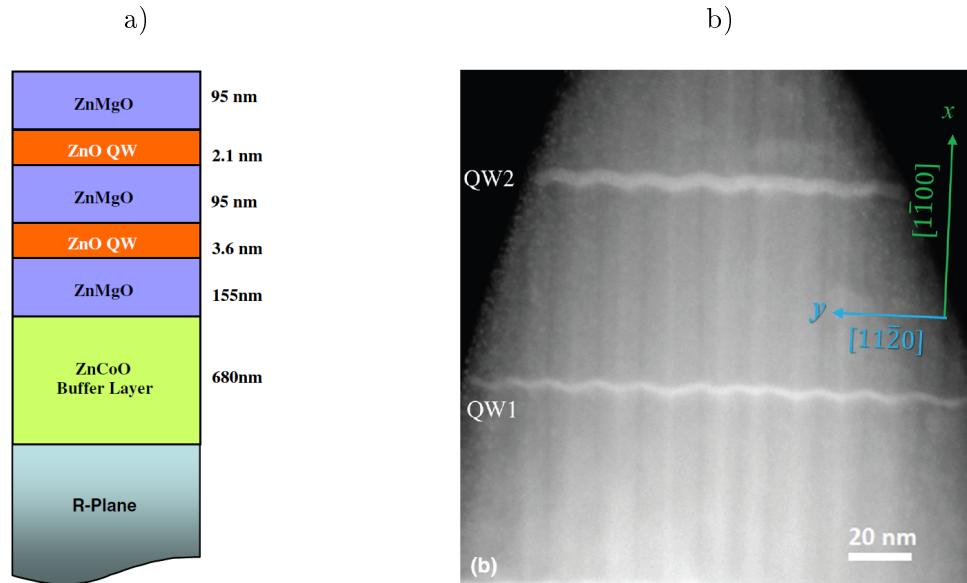 a)
ZnMgO 95 nm
ZnO QW 2.1 nm
ZnMgO 95 nm
ZnO QW 3.6 nm
ZnMgO 155nm
ZnCoO
Buffer Layer
680nm
R-Plane
b)
x
[11̄00]
QW2
y
[112̄0]
QW1
20 nm
(b)